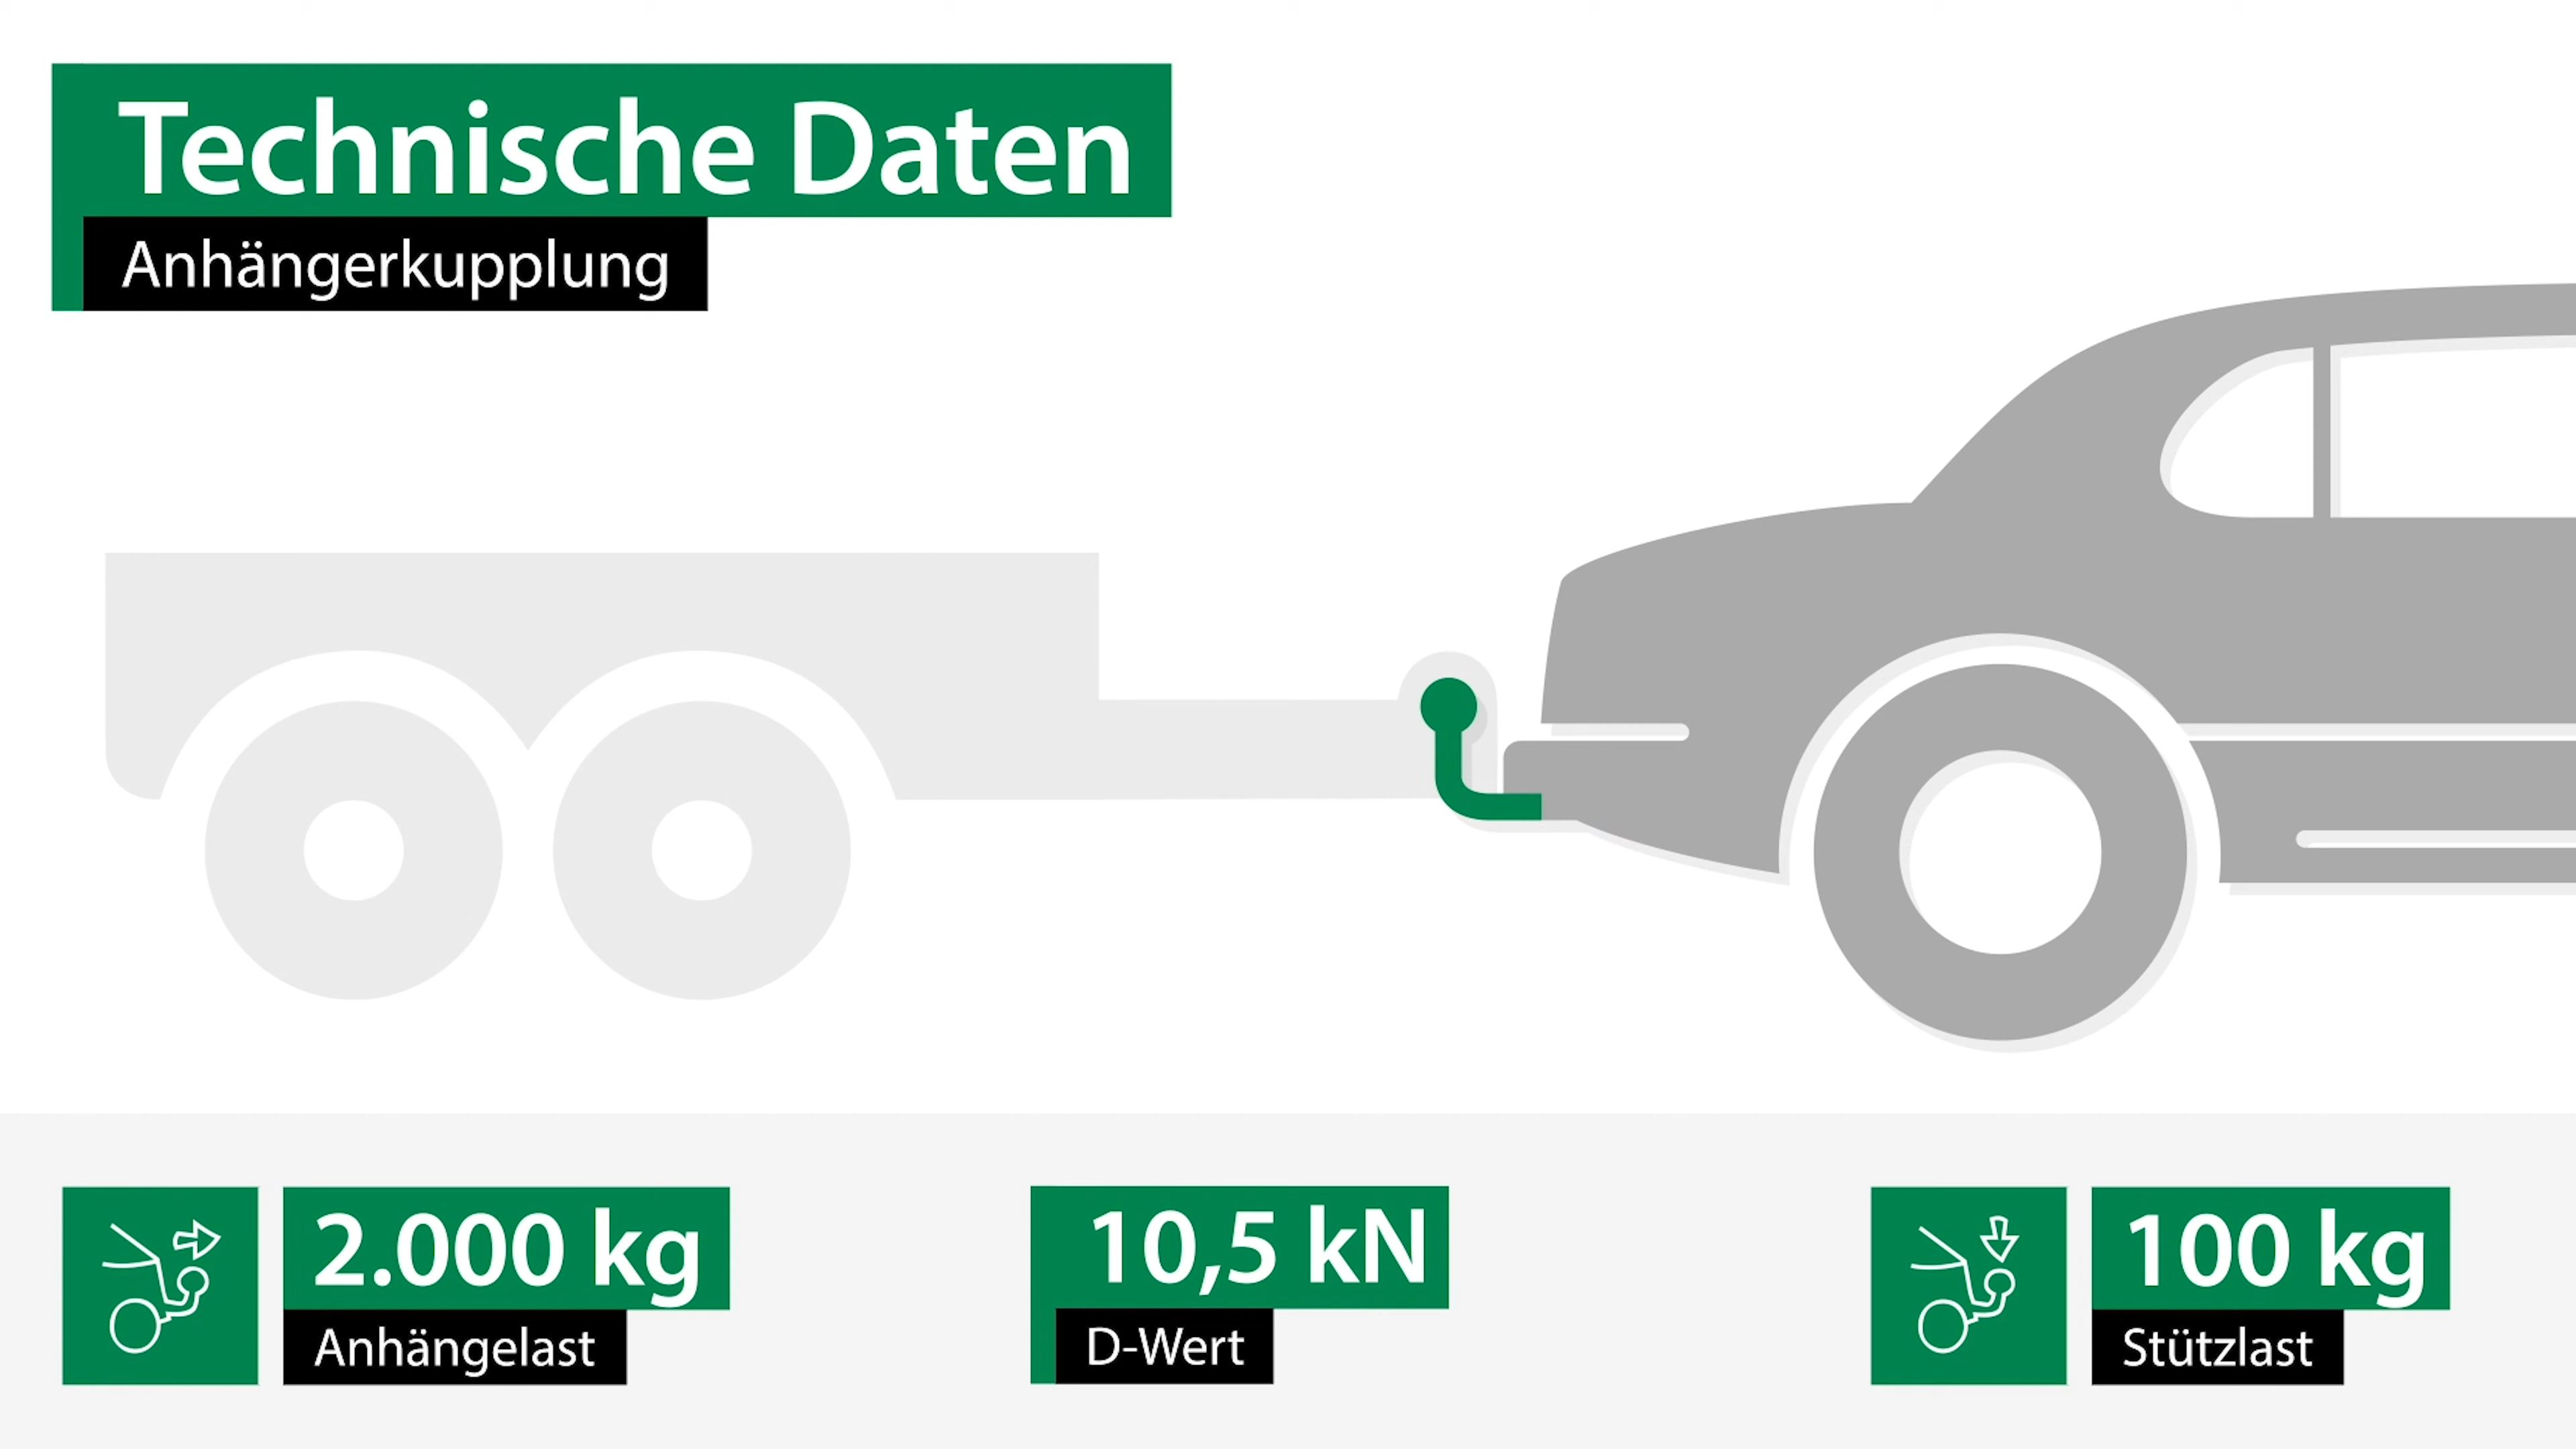 Technische Daten
Anhängerkupplung
2.000 kg
Anhängelast
10,5 kN
D-Wert
100 kg
Stützlast